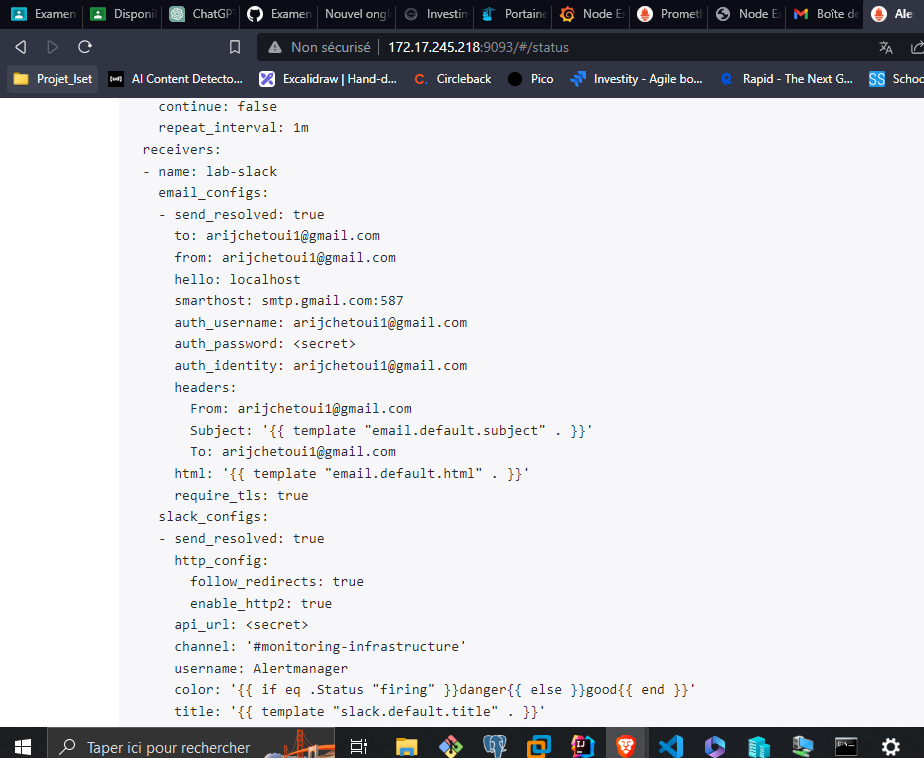 Examen
Disponi
ChatGP
Examen
Nouvel ong
Investin
Portaine
Node Ex
Prometh
Node Ex
Boîte de
Ale
Non sécurisé
172.17.245.218:9093/#/status
Projet_Iset
AI Content Detecto...
Excalidraw | Hand-d...
Circleback
Pico
Investity - Agile bo...
Rapid - The Next G...
SS Schoo
continue: false
repeat_interval: 1m
receivers:
- name: lab-slack
email_configs:
- send_resolved: true
to: arijchetoui1@gmail.com
from: arijchetoui1@gmail.com
hello: localhost
smarthost: smtp.gmail.com:587
auth_username: arijchetoui1@gmail.com
auth_password: <secret>
auth_identity: arijchetoui1@gmail.com
headers:
From: arijchetoui1@gmail.com
Subject: '{{ template "email.default.subject" . }}'
To: arijchetoui1@gmail.com
html: '{{ template "email.default.html" . }}'
require_tls: true
slack_configs:
- send_resolved: true
http_config:
follow_redirects: true
enable_http2: true
api_url: <secret>
channel: '#monitoring-infrastructure'
username: Alertmanager
color: '{{ if eq .Status "firing" }}danger{{ else }}good{{ end }}'
title: '{{ template "slack.default.title" . }}'
Taper ici pour rechercher